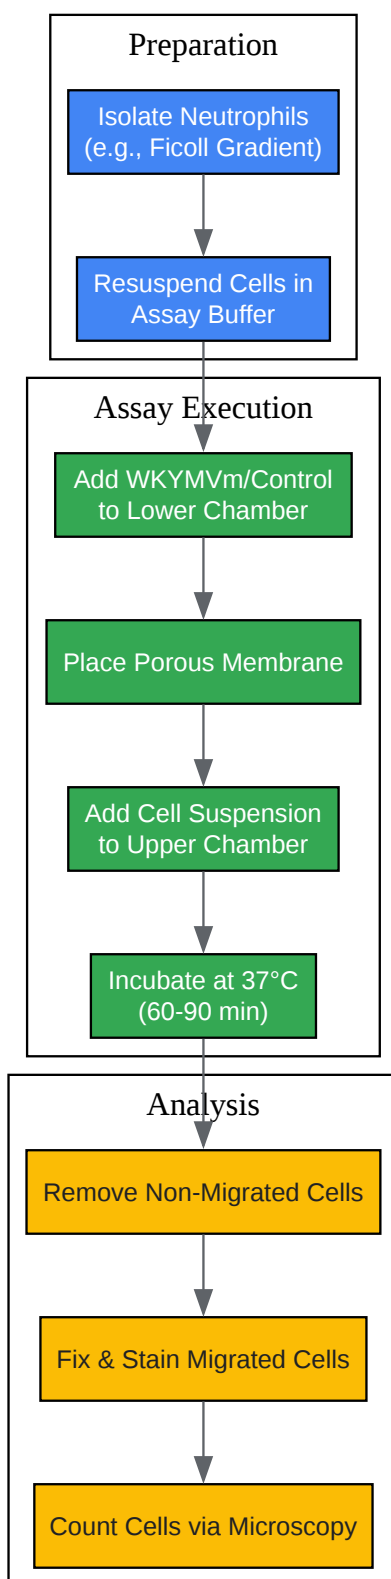 Preparation
Isolate Neutrophils
(e.g., Ficoll Gradient)
Resuspend Cells in
Assay Buffer
Assay Execution
Add WKYMVm/Control
to Lower Chamber
Place Porous Membrane
Add Cell Suspension
to Upper Chamber
Incubate at 37°C
(60-90 min)
Analysis
Remove Non-Migrated Cells
Fix & Stain Migrated Cells
Count Cells via Microscopy